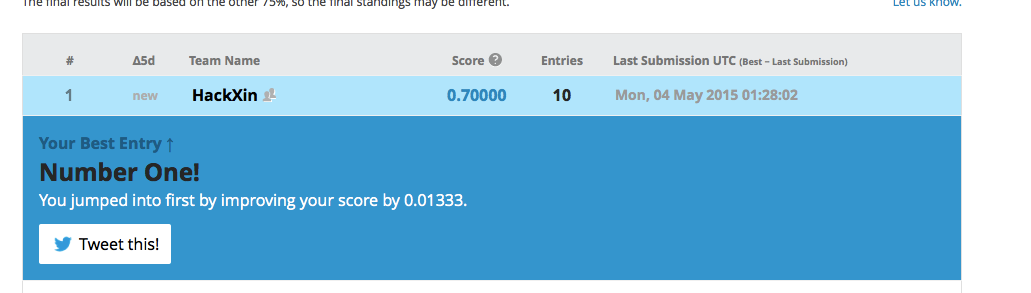 The final results will be based on the other 75%, so the final standings may be different.
Let us know.
# Δ5d Team Name Score ? Entries Last Submission UTC (Best – Last Submission)
1 new HackXin 0.70000 10 Mon, 04 May 2015 01:28:02
Your Best Entry ↑
Number One!
You jumped into first by improving your score by 0.01333.
Tweet this!